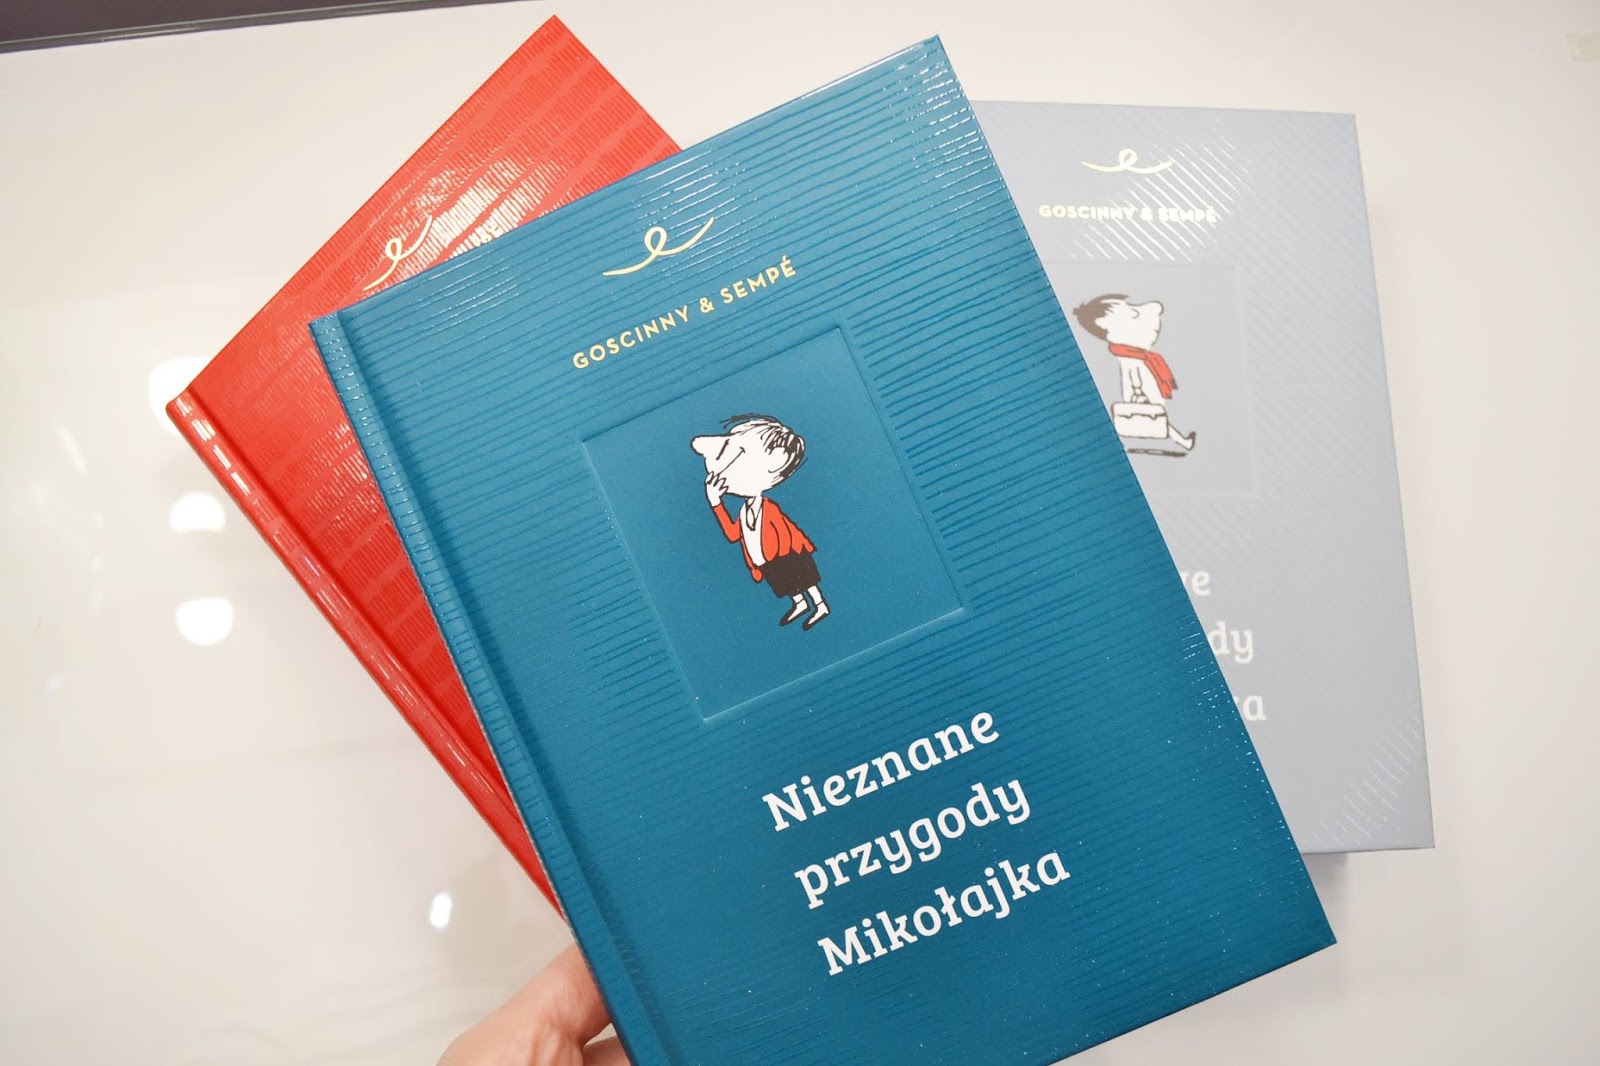 GOSCINNY & SEMPÉ
Nieznane
przygody
Mikołajka
GOSCINNY & SEMPÉ